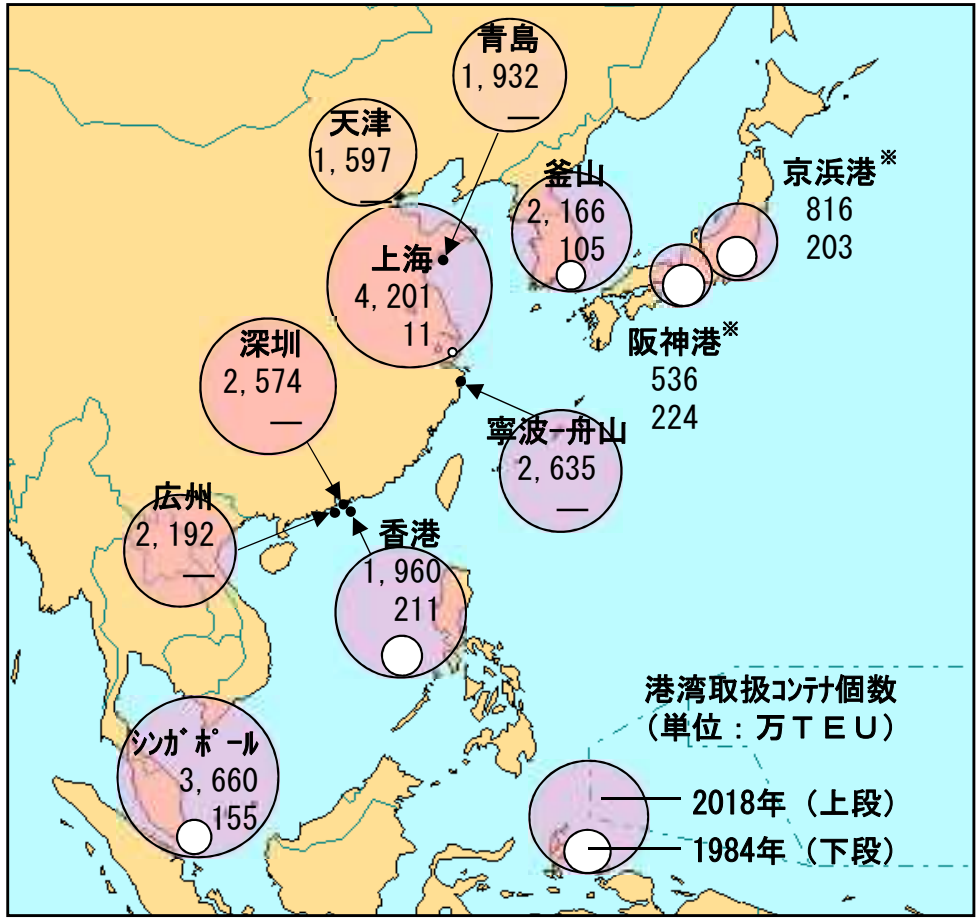 青島
1,932
―
天津
1,597
―
釜山
2,166
105
京浜港※
816
203
上海
4,201
11
阪神港※
536
224
深圳
2,574
―
寧波-舟山
2,635
―
広州
2,192
―
香港
1,960
211
シンガポール
3,660
155
港湾取扱コンテナ個数
(単位:万TEU)
2018年(上段)
1984年(下段)